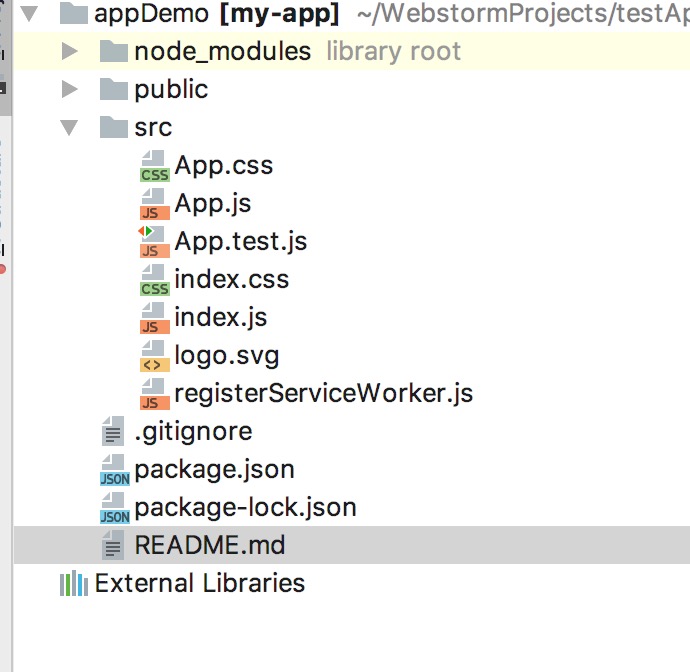 appDemo [my-app] ~/WebstormProjects/testAp
node_modules library root
public
src
CSS App.css
JS App.js
JS App.test.js
CSS index.css
JS index.js
<> logo.svg
JS registerServiceWorker.js
.gitignore
JSON package.json
JSON package-lock.json
README.md
External Libraries